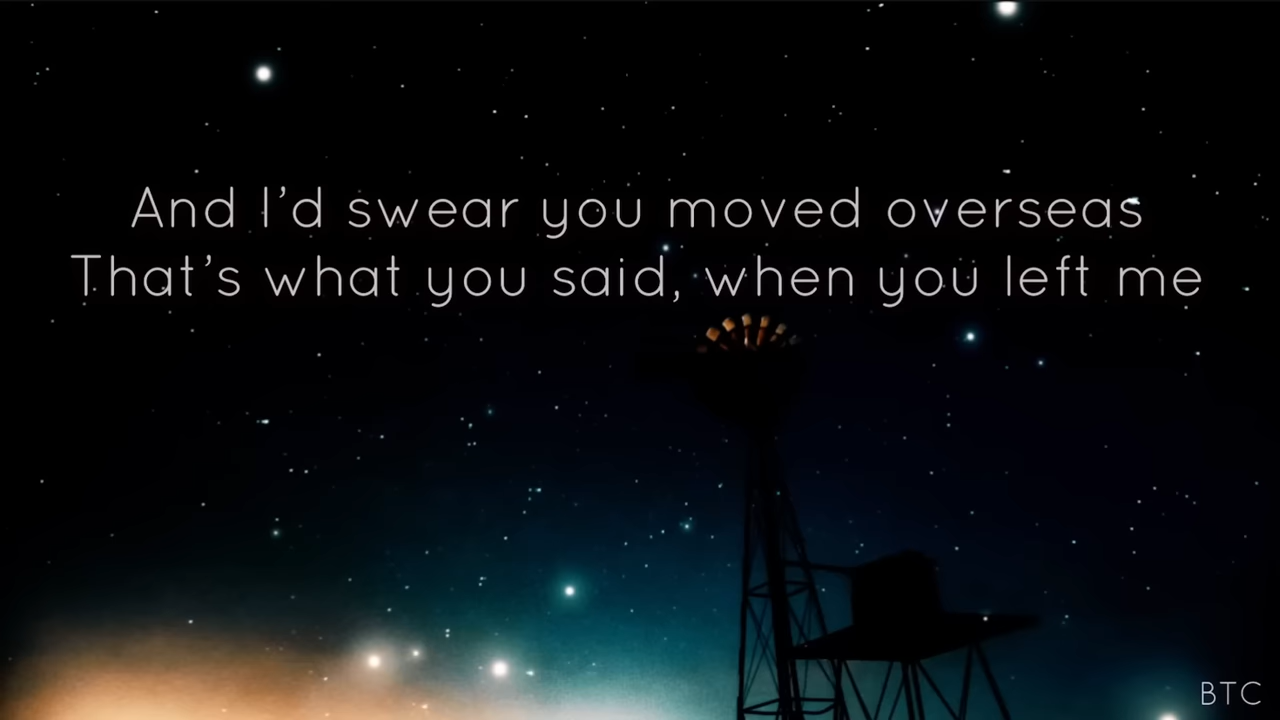 And I’d swear you moved overseas
That’s what you said, when you left me
BTC